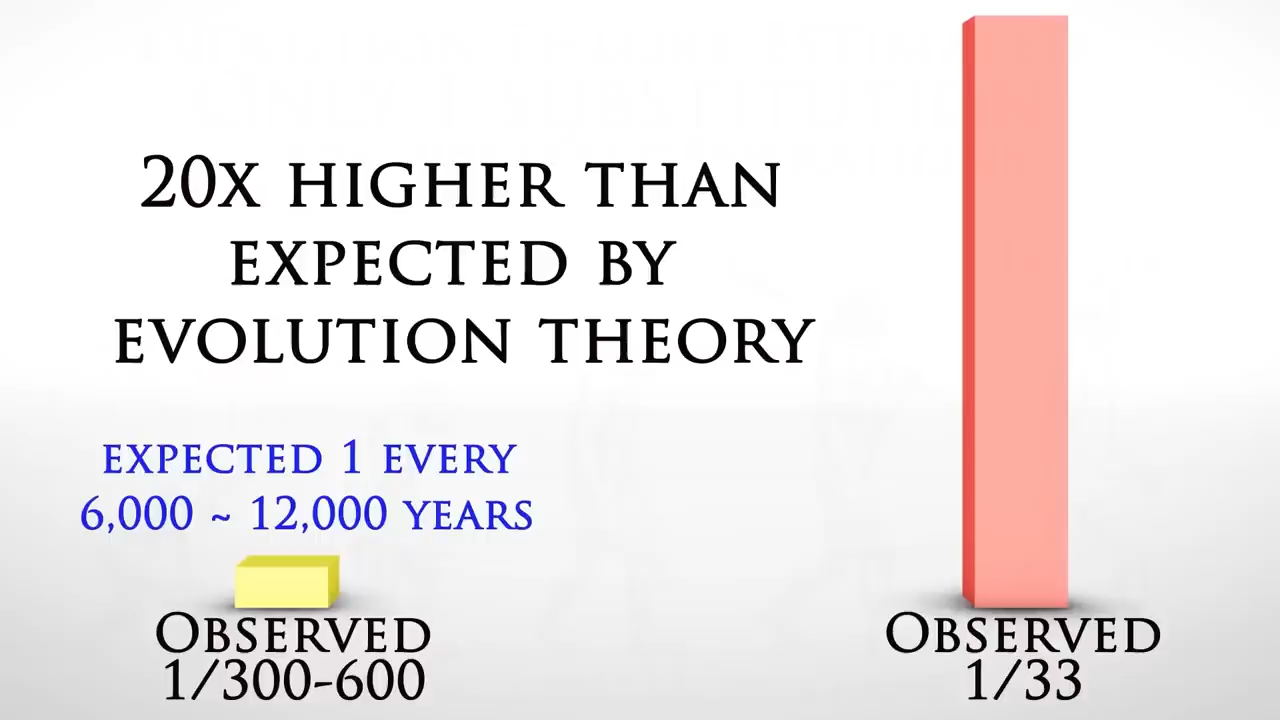 20X HIGHER THAN
EXPECTED BY
EVOLUTION THEORY
EXPECTED 1 EVERY
6,000 ~ 12,000 YEARS
OBSERVED
1/300-600
OBSERVED
1/33